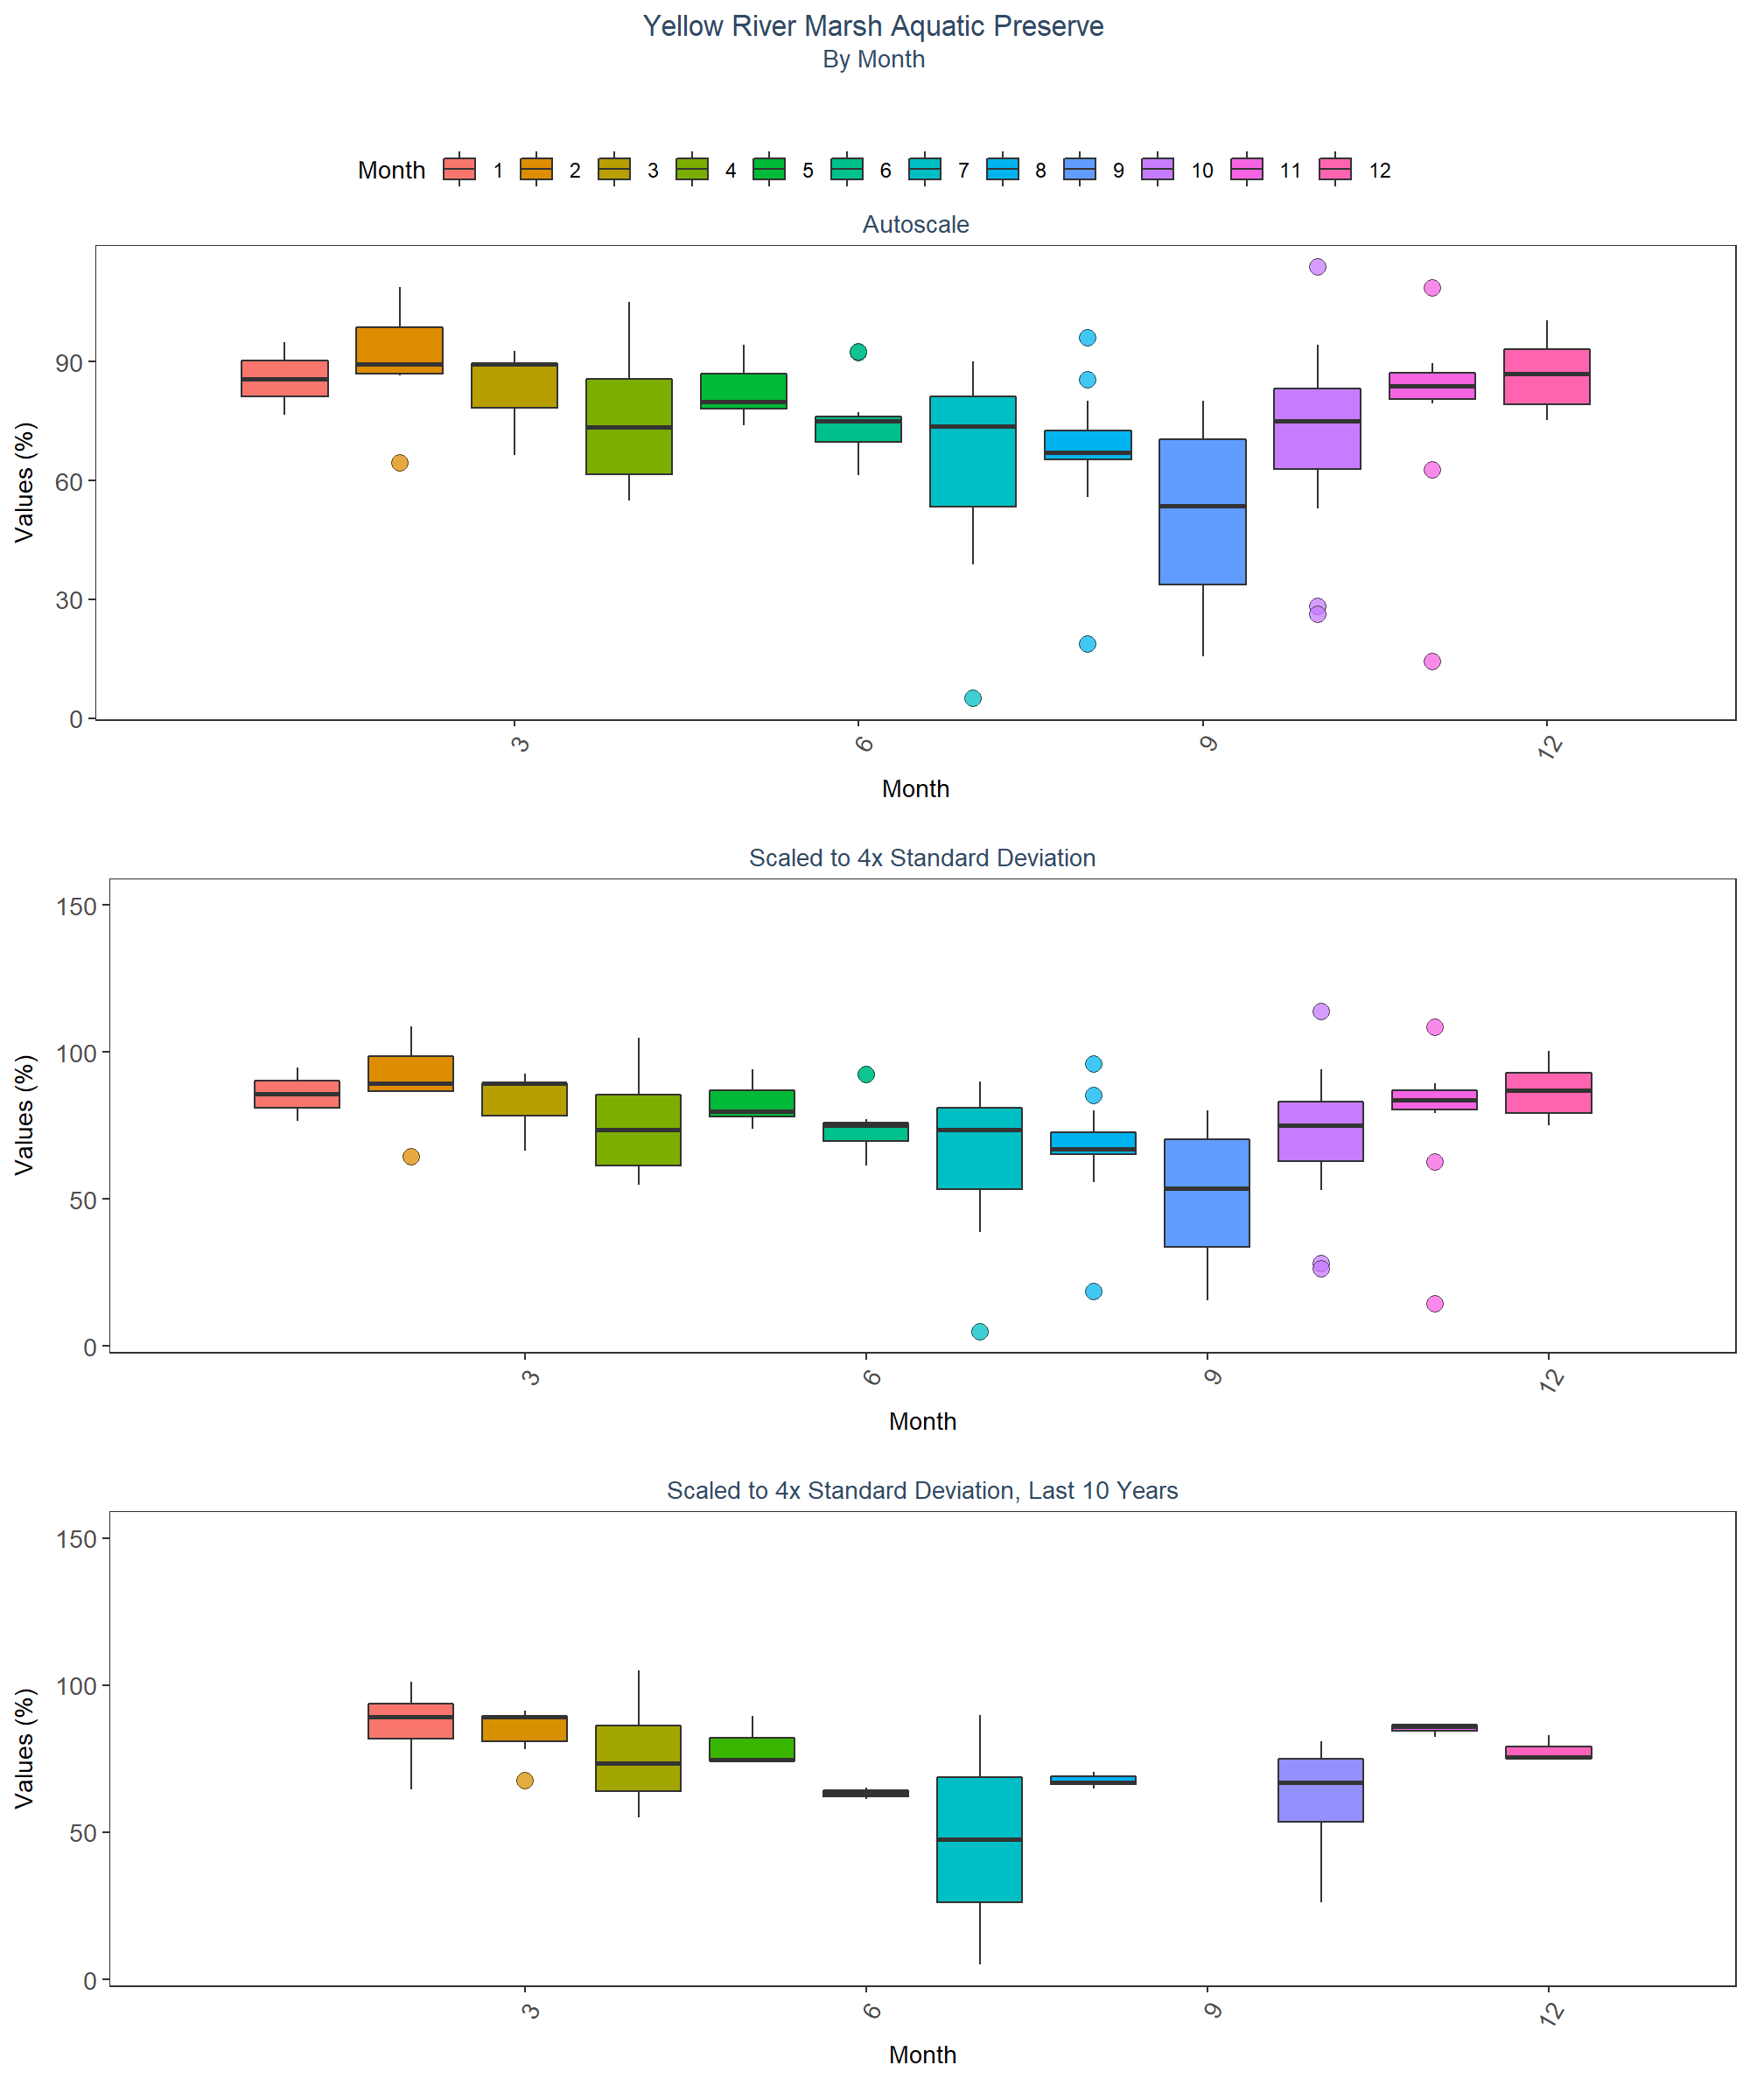 Yellow River Marsh Aquatic Preserve
By Month
Month 1 2 3 4 5 6 7 8 9 10 11 12
Autoscale
Values (%)
90
60
30
0
3 6 9 12
Month
Scaled to 4x Standard Deviation
Values (%)
150
100
50
0
3 6 9 12
Month
Scaled to 4x Standard Deviation, Last 10 Years
Values (%)
150
100
50
0
3 6 9 12
Month